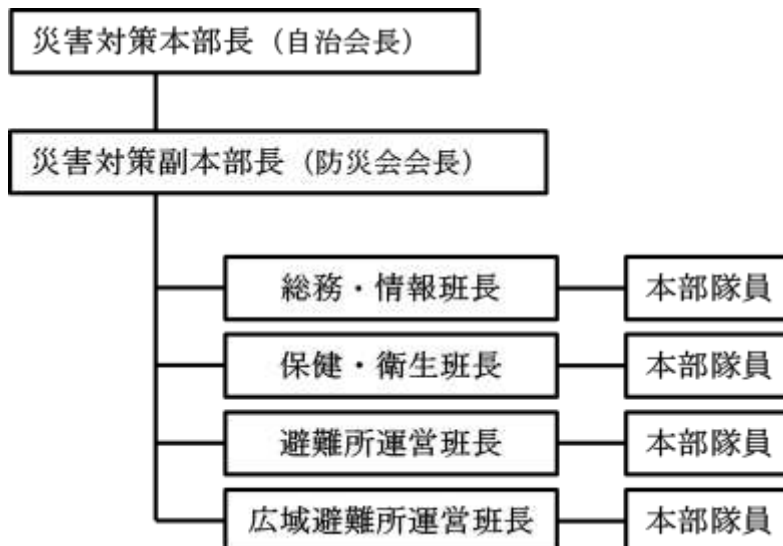 災害対策本部長（自治会長）
災害対策副本部長（防災会会長）
総務・情報班長
本部隊員
保健・衛生班長
本部隊員
避難所運営班長
本部隊員
広域避難所運営班長
本部隊員